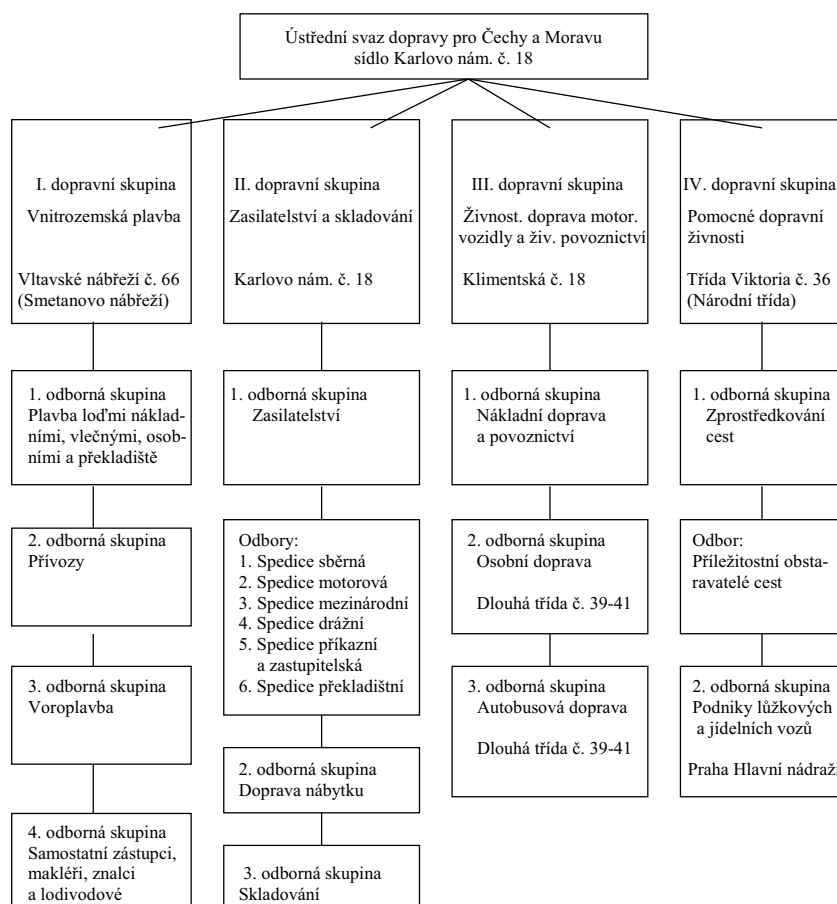 Ústřední svaz dopravy pro Čechy a Moravu
sídlo Karlovo nám. č. 18
I. dopravní skupina
Vnitrozemská plavba
Vltavské nábřeží č. 66
(Smetanovo nábřeží)
1. odborná skupina
Plavba loďmi náklad-
ními, vlečnými, osob-
ními a překladiště
2. odborná skupina
Přívozy
3. odborná skupina
Voroplavba
4. odborná skupina
Samostatní zástupci,
makléři, znalci
a lodivodové
II. dopravní skupina
Zasilatelství a skladování
Karlovo nám. č. 18
1. odborná skupina
Zasilatelství
Odbory:
1. Spedice sběrná
2. Spedice motorová
3. Spedice mezinárodní
4. Spedice drážní
5. Spedice příkazní
a zastupitelská
6. Spedice překladištní
2. odborná skupina
Doprava nábytku
3. odborná skupina
Skladování
III. dopravní skupina
Živnost. doprava motor.
vozidly a živ. povoznictví
Klimentská č. 18
1. odborná skupina
Nákladní doprava
a povoznictví
2. odborná skupina
Osobní doprava
Dlouhá třída č. 39-41
3. odborná skupina
Autobusová doprava
Dlouhá třída č. 39-41
IV. dopravní skupina
Pomocné dopravní
živnosti
Třída Viktoria č. 36
(Národní třída)
1. odborná skupina
Zprostředkování
cest
Odbor:
Příležitostní obsta-
ravatelé cest
2. odborná skupina
Podniky lůžkových
a jídelních vozů
Praha Hlavní nádraží